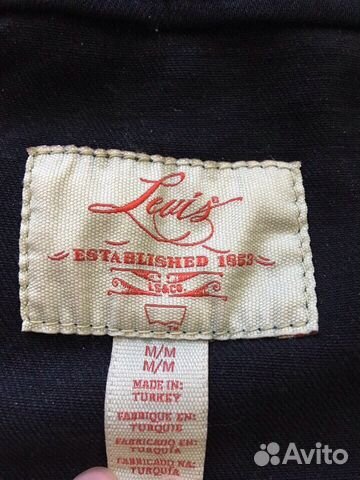 Levi's®
ESTABLISHED 1853
LS&CO.
M/M
M/M
MADE IN:
TURKEY
FABRIQUE EN:
TURQUIE
FABRICADO EN:
TURQUÍA
FABRICADO NA:
TURQUIA
Avito